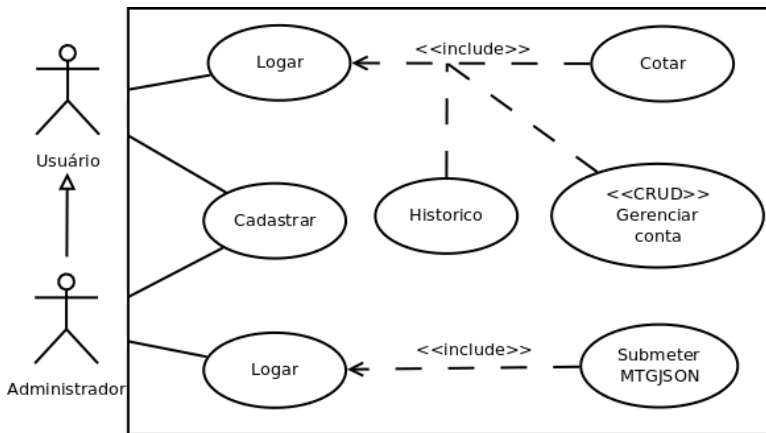 Logar
<<include>>
Cotar
Usuário
Cadastrar
Historico
<<CRUD>>
Gerenciar
conta
Administrador
Logar
<<include>>
Submeter
MTGJSON